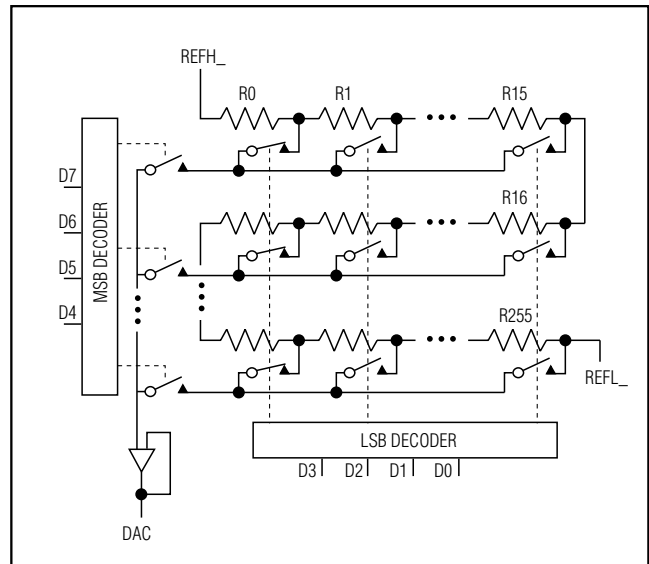 REFH_
R0
R1
R15
D7
D6
D5
D4
MSB DECODER
R16
R255
REFL_
LSB DECODER
D3
D2
D1
D0
DAC